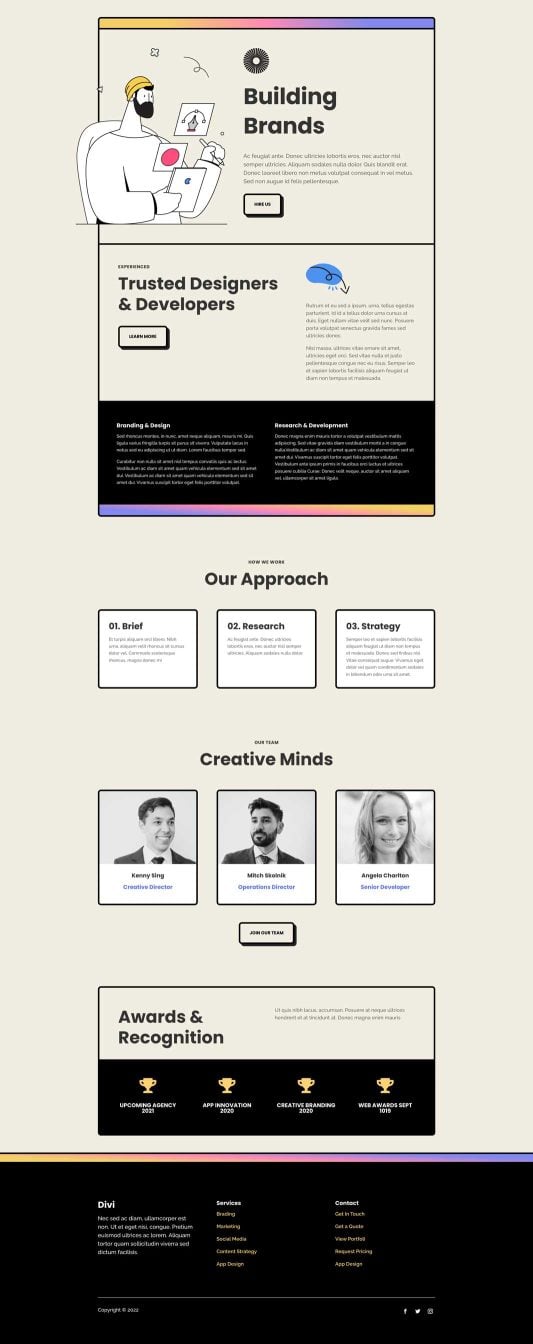 Building
Brands
Ac feugiat ante. Donec ultricies lobortis eros, nec auctor nisl
semper ultricies. Aliquam sodales nulla dolor. Quis blandit erat.
Donec laoreet libero non metus volutpat consequat in vel metus.
Sed non augue id felis pellentesque.
HIRE US
EXPERIENCED
Trusted Designers
& Developers
LEARN MORE
Rutrum et eu sed a ipsum, urna, tellus egestas
parturient, id id a tellus dolor urna cursus at
duis. Eget nullam vitae velit sed nunc. Posuere
porta volutpat senectus gravida fames sed
ultricies donec.
Nisl massa, ultrices vitae ornare sit amet,
ultricies eget orci. Sed vitae nulla et justo
pellentesque congue nec eu risus. Semper leo
et sapien lobortis facilisis aliquam feugiat ut
diam non tempus et malesuada.
Branding & Design
Sed rhoncus montes, in nunc, amet neque aliquam, mauris mi. Quis
ligula varius fringilla turpis sit purus sit viverra. Vulputate lacus in
netus sed eu adipiscing ut ut diam. Lorem faucibus tempor sed.
Curabitur non nulla sit amet nisl tempus convallis quis ac lectus.
Vestibulum ac diam sit amet quam vehicula elementum sed sit amet
dui. Vestibulum ac diam sit amet quam vehicula elementum sed sit
amet dui. Vivamus suscipit tortor eget felis porttitor volutpat.
Research & Development
Donec magna enim mauris tortor a volutpat vestibulum mattis
adipiscing. Sed vitae gravida diam vestibulum morbi a in congue
nulla.Vestibulum ac diam sit amet quam vehicula elementum sed sit
amet dui. Vivamus suscipit tortor eget felis porttitor volutpat.
Vestibulum ante ipsum primis in faucibus orci luctus et ultrices
posuere cubilia Curae; Donec velit neque, auctor sit amet aliquam
vel, ullamcorper sit amet ligula.
HOW WE WORK
Our Approach
01. Brief
Et turpis aliquam sed libero. Nibh
urna, aliquam velit rhoncus sit cursus
dolor vel. Commodo scelerisque
rhoncus, magna donec mi
02. Research
Ac feugiat ante. Donec ultricies
lobortis eros, nec auctor nisl semper
ultricies. Aliquam sodales nulla dolor
03. Strategy
Semper leo et sapien lobortis facilisis
aliquam feugiat ut diam non tempus
et malesuada. Donec sed finibus nisl.
Vitae consequat augue. Vivamus eget
dolor vel quam condimentum sodales
in bibendum odio urna sit amet.
OUR TEAM
Creative Minds
Kenny Sing
Creative Director
Mitch Skolnik
Operations Director
Angela Charlton
Senior Developer
JOIN OUR TEAM
Awards &
Recognition
Ut quis nibh lacus, accumsan. Posuere at neque ultrices
hendrerit et at tincidunt at. Donec magna enim mauris
UPCOMING AGENCY
2021
APP INNOVATION
2020
CREATIVE BRANDING
2020
WEB AWARDS SEPT
1019
Divi
Nec sed ac diam, ullamcorper est
non. Ut et eget nisi, congue. Pretium
euismod ultrices ac lorem. Aliquam
tortor quam sollicitudin viverra sed
dictum facilisis.
Services
Brading
Marketing
Social Media
Content Strategy
App Design
Contact
Get In Touch
Get a Quote
View Portfoli
Request Pricing
App Design
Copyright © 2022